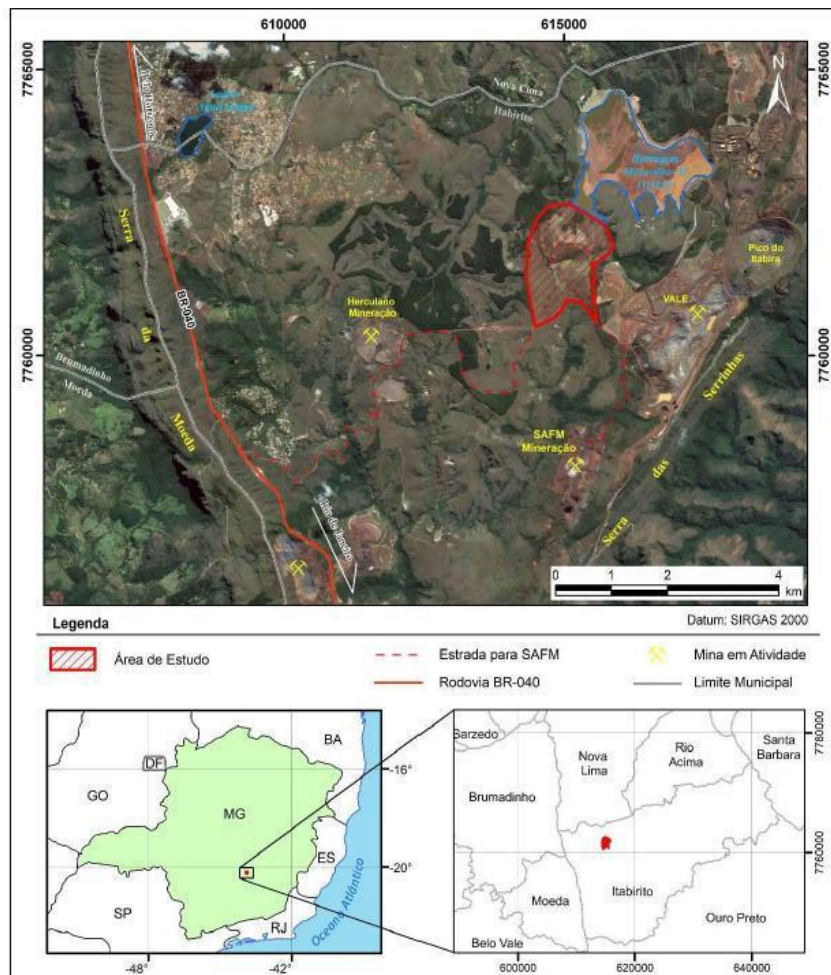 610000
615000
7765000
7765000
N
Nova Lima
Itabirito
Pico do
Itabira
Serra
da
Moeda
BR-040
Herculano
Mineração
VALE
7760000
7760000
Brumadinho
Moeda
SAFM
Mineração
Serra
das
Serrinhas
Rio de Janeiro
0 1 2 4
km
Legenda
Datum: SIRGAS 2000
Área de Estudo
Estrada para SAFM
Mina em Atividade
Rodovia BR-040
Limite Municipal
BA
DF
-16°
GO
MG
ES
-20°
SP
RJ
Oceano Atlântico
-48°
-42°
Sarzedo
Nova
Lima
Rio
Acima
Santa
Barbara
7780000
Brumadinho
7760000
Moeda
Itabirito
Ouro Preto
Belo Vale
600000
620000
640000